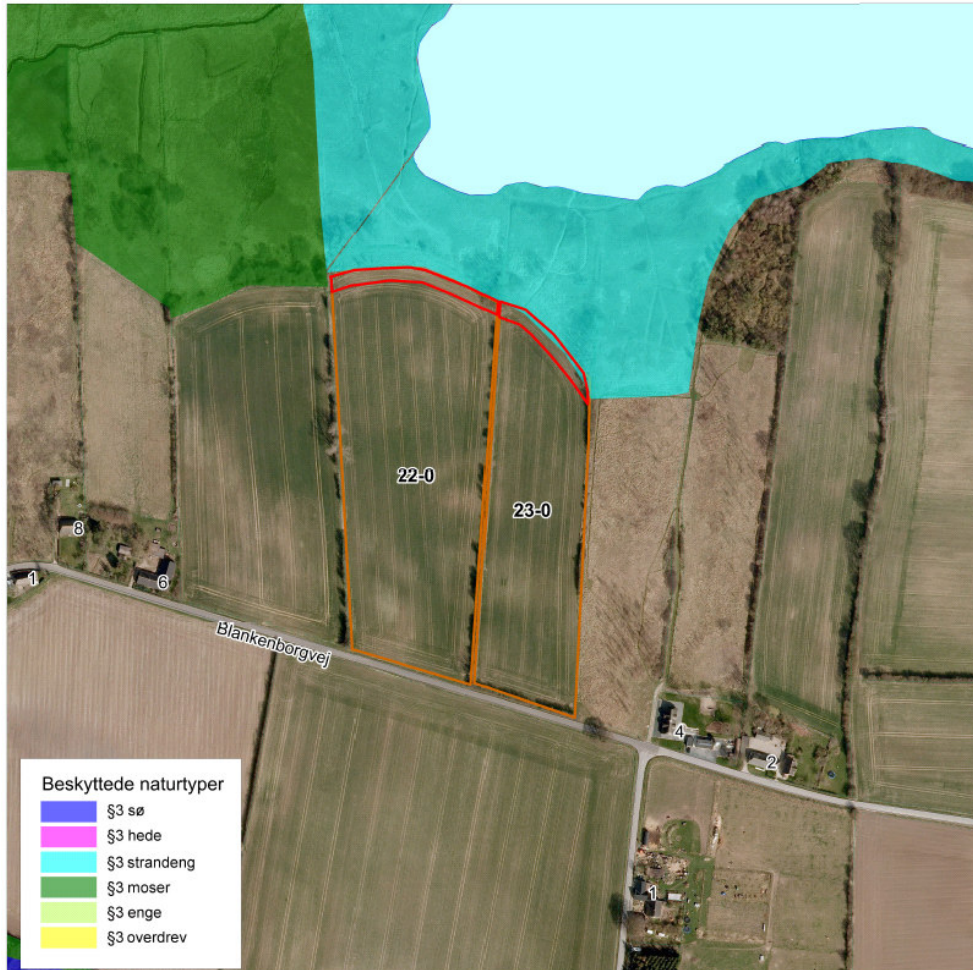 22-0
23-0
8
1
6
Blankenborgvej
4
2
1
Beskyttede naturtyper
§3 sø
§3 hede
§3 strandeng
§3 moser
§3 enge
§3 overdrev